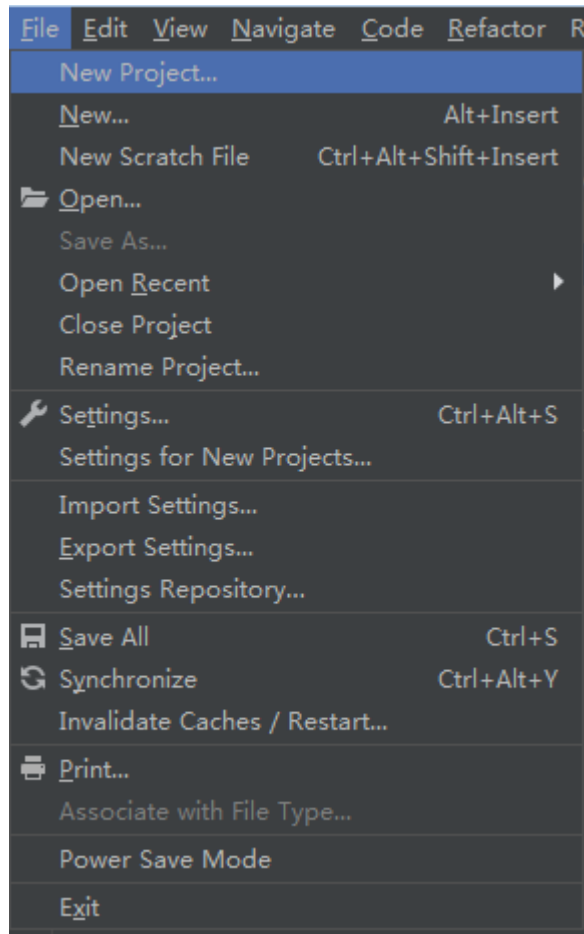 File Edit View Navigate Code Refactor R
New Project...
New... Alt+Insert
New Scratch File Ctrl+Alt+Shift+Insert
Open...
Save As...
Open Recent
Close Project
Rename Project...
Settings... Ctrl+Alt+S
Settings for New Projects...
Import Settings...
Export Settings...
Settings Repository...
Save All Ctrl+S
Synchronize Ctrl+Alt+Y
Invalidate Caches / Restart...
Print...
Associate with File Type...
Power Save Mode
Exit